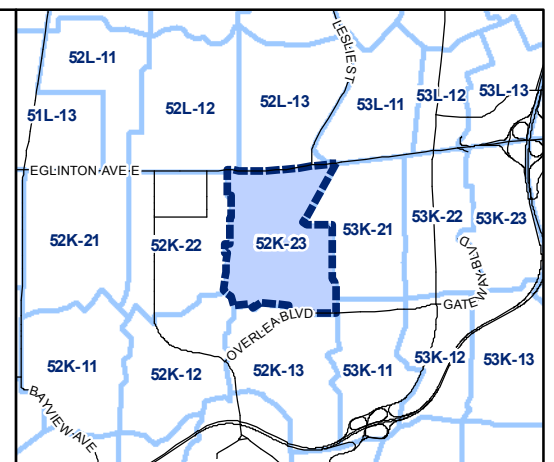 52L-11
LESLIE ST
51L-13
52L-12
52L-13
53L-11
53L-12
53L-13
EGLINTON AVE E
52K-21
52K-22
52K-23
53K-21
53K-22
53K-23
GATEWAY BLVD
OVERLEA BLVD
52K-11
52K-12
52K-13
53K-11
53K-12
53K-13
BAYVIEW AVE